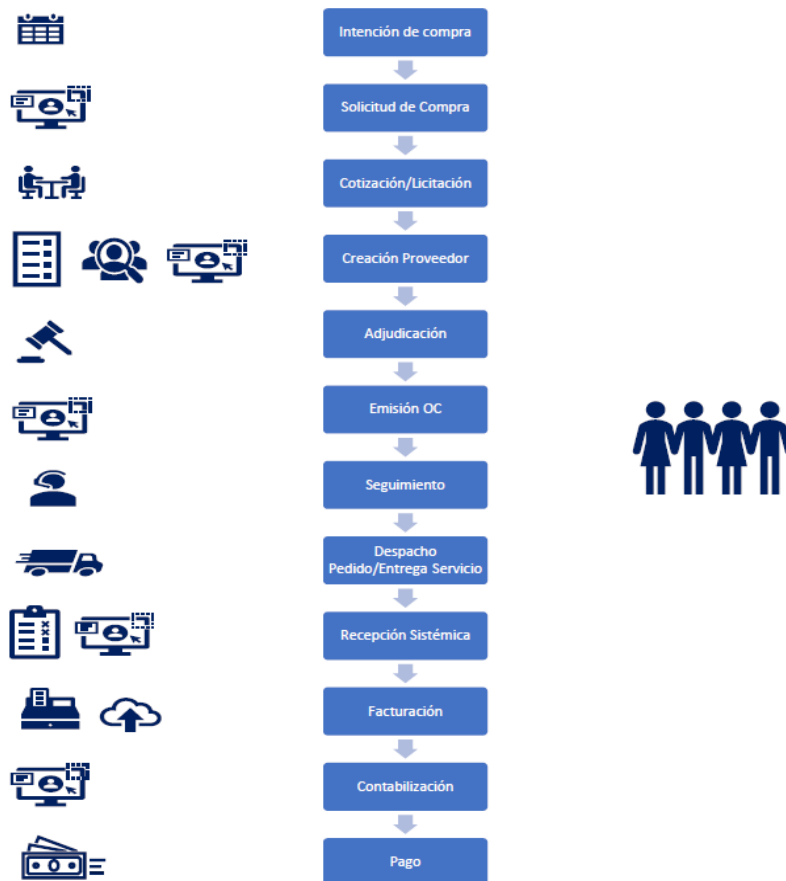 Intención de compra
Solicitud de Compra
Cotización/Licitación
Creación Proveedor
Adjudicación
Emisión OC
Seguimiento
Despacho
Pedido/Entrega Servicio
Recepción Sistémica
Facturación
Contabilización
Pago